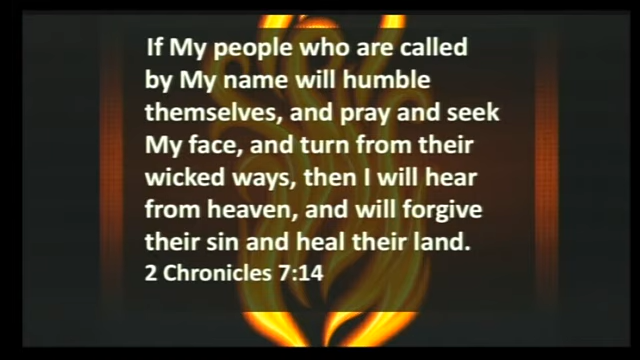 If My people who are called
by My name will humble
themselves, and pray and seek
My face, and turn from their
wicked ways, then I will hear
from heaven, and will forgive
their sin and heal their land.
2 Chronicles 7:14